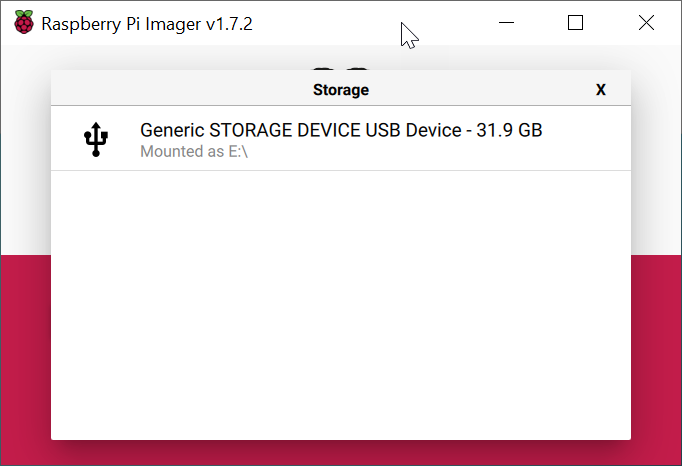 Raspberry Pi Imager v1.7.2
Storage
X
Generic STORAGE DEVICE USB Device - 31.9 GB
Mounted as E:\